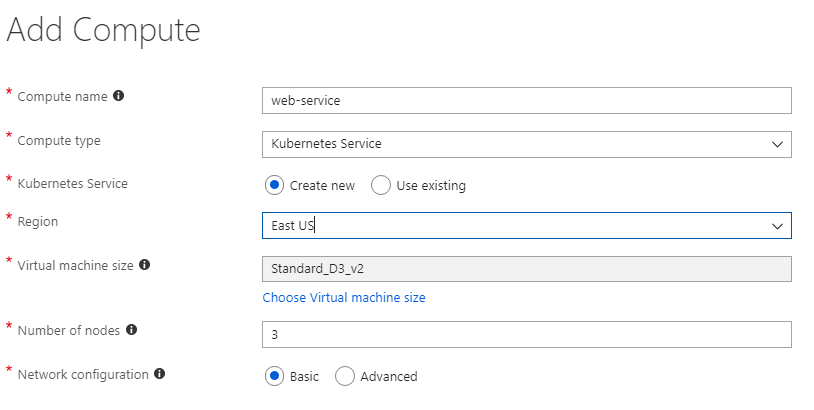 Add Compute
* Compute name
web-service
* Compute type
Kubernetes Service
* Kubernetes Service
Create new Use existing
* Region
East US
* Virtual machine size
Standard_D3_v2
Choose Virtual machine size
* Number of nodes
3
* Network configuration
Basic Advanced